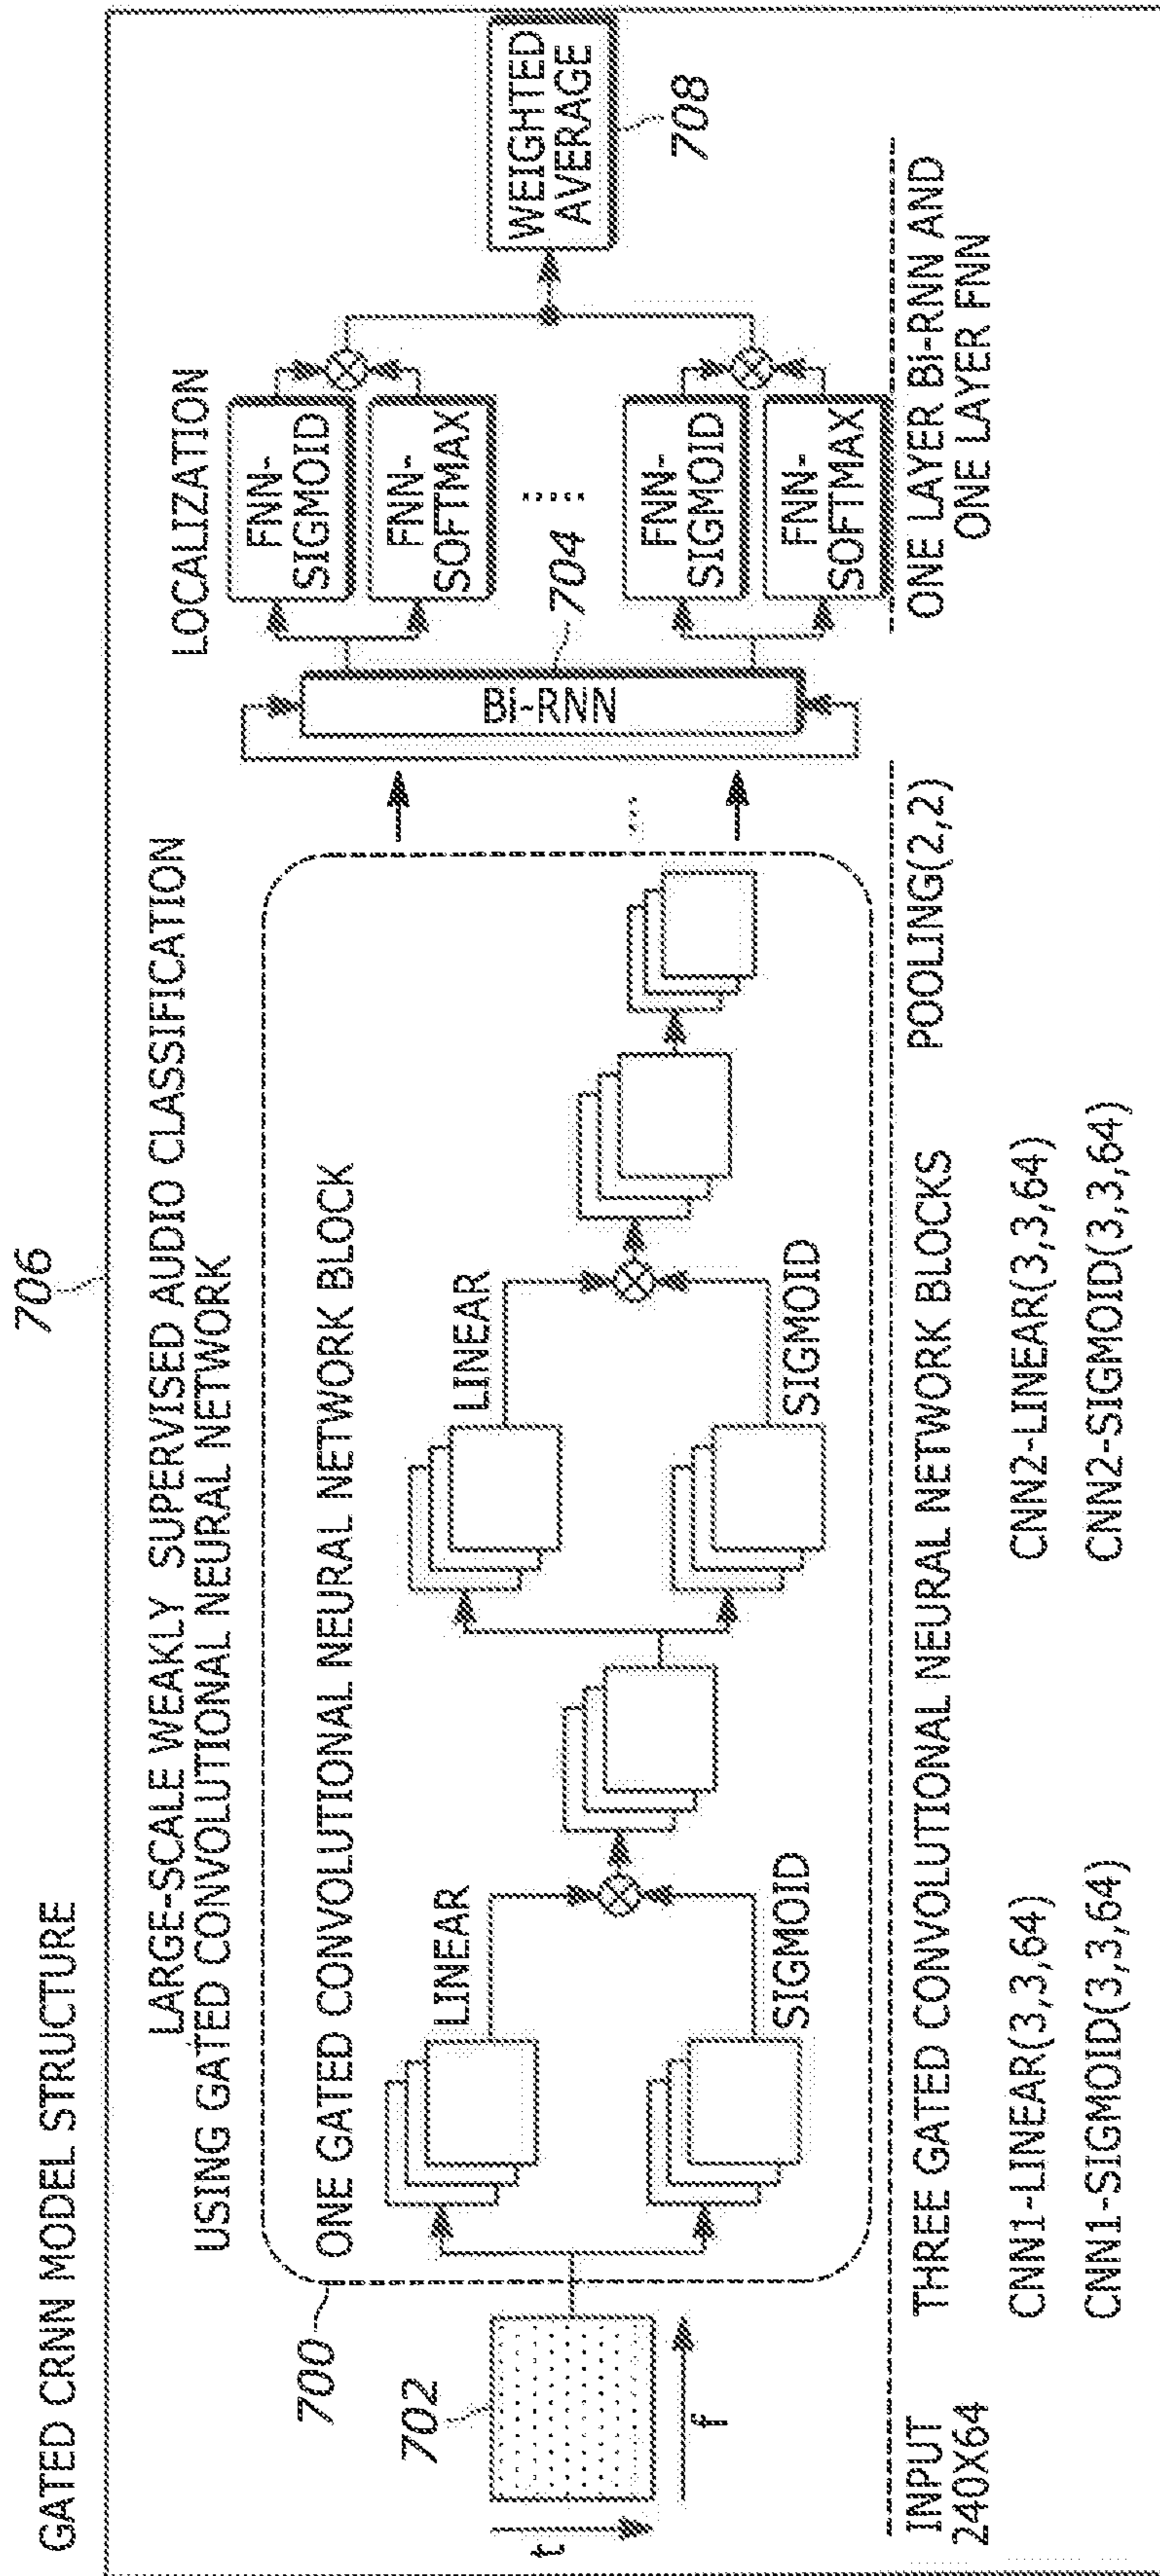 GATED CRNN MODEL STRUCTURE
706
LARGE-SCALE WEAKLY SUPERVISED AUDIO CLASSIFICATION
USING GATED CONVOLUTIONAL NEURAL NETWORK
700
ONE GATED CONVOLUTIONAL NEURAL NETWORK BLOCK
702
t
f
LINEAR
SIGMOID
LINEAR
SIGMOID
Bi-RNN
704
LOCALIZATION
FNN-
SIGMOID
FNN-
SOFTMAX
FNN-
SIGMOID
FNN-
SOFTMAX
WEIGHTED
AVERAGE
708
INPUT
240X64
THREE GATED CONVOLUTIONAL NEURAL NETWORK BLOCKS
CNN1-LINEAR(3,3,64)
CNN1-SIGMOID(3,3,64)
CNN2-LINEAR(3,3,64)
CNN2-SIGMOID(3,3,64)
POOLING(2,2)
ONE LAYER Bi-RNN AND
ONE LAYER FNN